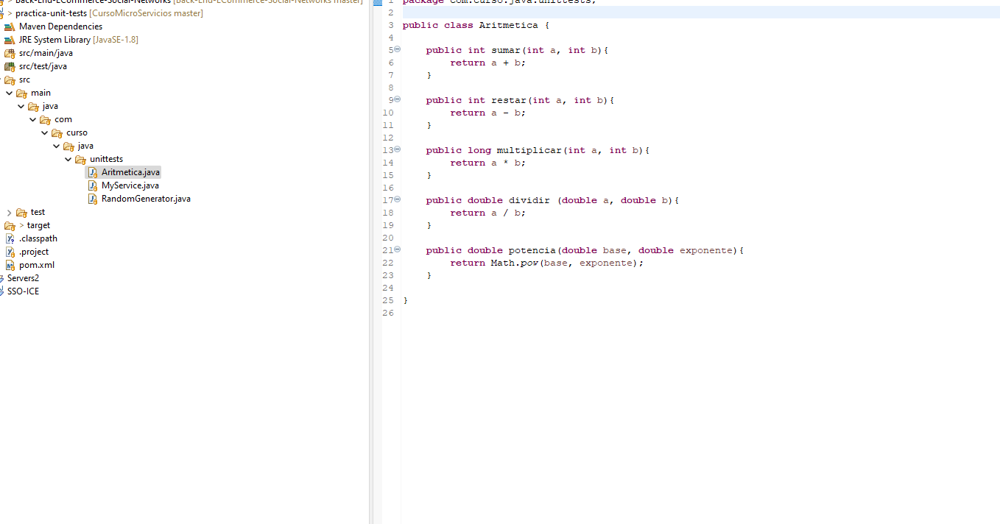 > Back-End-ECommerce-Social-Networks [Back-End-ECommerce-Social-Networks master]
> practica-unit-tests [CursoMicroServicios master]
Maven Dependencies
JRE System Library [JavaSE-1.8]
src/main/java
src/test/java
src
main
java
com
curso
java
unittests
Aritmetica.java
MyService.java
RandomGenerator.java
test
> target
.classpath
.project
pom.xml
Servers2
SSO-ICE
1 package com.curso.java.unittests;
2
3 public class Aritmetica {
4
5 public int sumar(int a, int b){
6 return a + b;
7 }
8
9 public int restar(int a, int b){
10 return a - b;
11 }
12
13 public long multiplicar(int a, int b){
14 return a * b;
15 }
16
17 public double dividir (double a, double b){
18 return a / b;
19 }
20
21 public double potencia(double base, double exponente){
22 return Math.pow(base, exponente);
23 }
24
25 }
26